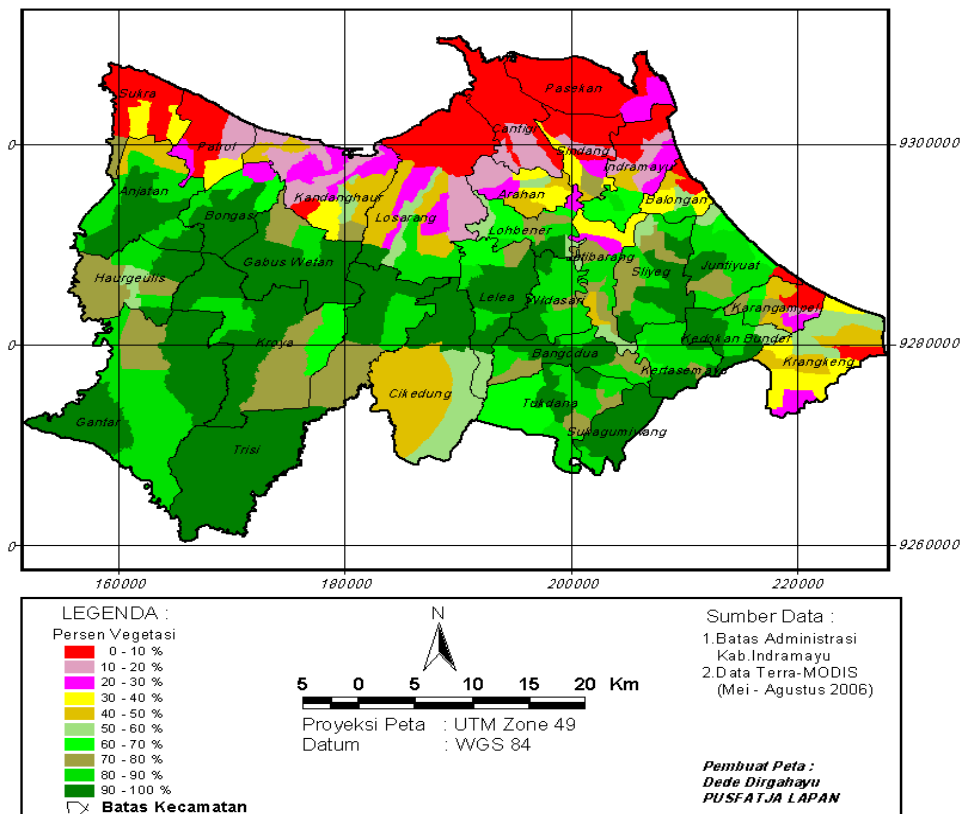 Sukra
Pasekan
Patrol
Cantigi
9300000
Sindang
Indramayu
Anjatan
Kandanghaur
Arahan
Balongan
Bongas
Losarang
Lohbener
Gabus Wetan
Jatibarang
Sliyeg
Juntiyuat
Haurgeulis
Lelea
Widasari
Karangampel
Kroya
Kedokan Bunder
0
9280000
Bangodua
Krangkeng
Kertasemaya
Cikedung
Tukdana
Gantar
Trisi
Sukagumiwang
0
9260000
160000
180000
200000
220000
LEGENDA :
Persen Vegetasi
0 - 10 %
10 - 20 %
20 - 30 %
30 - 40 %
40 - 50 %
50 - 60 %
60 - 70 %
70 - 80 %
80 - 90 %
90 - 100 %
Batas Kecamatan
N
5 0 5 10 15 20 Km
Proyeksi Peta : UTM Zone 49
Datum : WGS 84
Sumber Data :
1.Batas Administrasi
Kab.Indramayu
2.Data Terra-MODIS
(Mei - Agustus 2006)
Pembuat Peta :
Dede Dirgahayu
PUSFATJA LAPAN